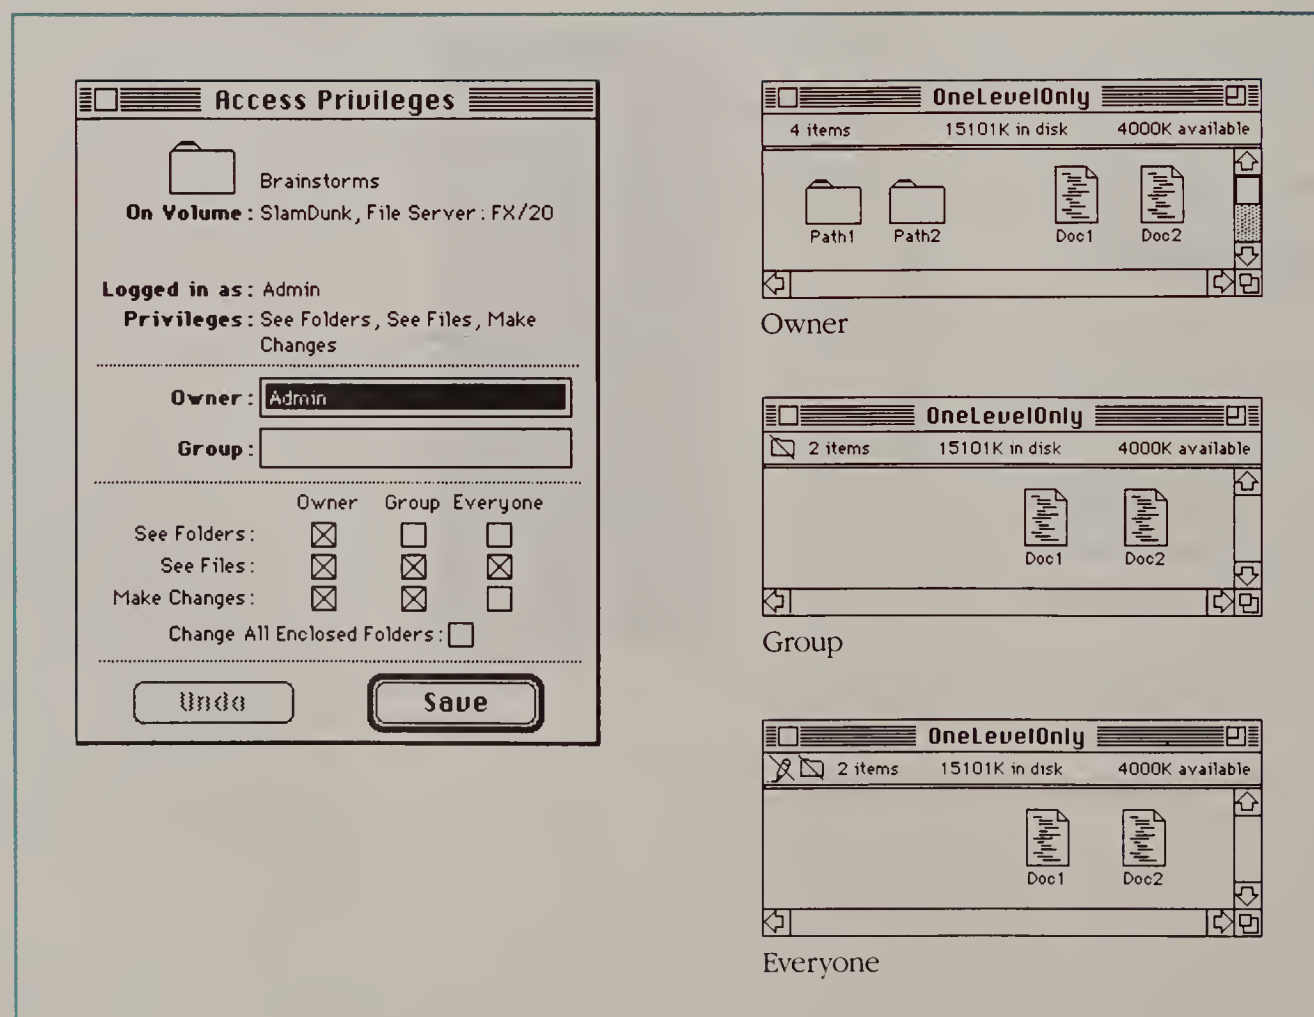 Access Privileges
Brainstorms
On Volume: SlamDunk, File Server: FX/20
Logged in as: Admin
Privileges: See Folders, See Files, Make
Changes
Owner: Admin
Group:
Owner Group Everyone
See Folders:
See Files:
Make Changes:
Change All Enclosed Folders:
Undo Save
OneLevelOnly
4 items 15101K in disk 4000K available
Path1 Path2 Doc1 Doc2
Owner
OneLevelOnly
2 items 15101K in disk 4000K available
Doc1 Doc2
Group
OneLevelOnly
2 items 15101K in disk 4000K available
Doc1 Doc2
Everyone